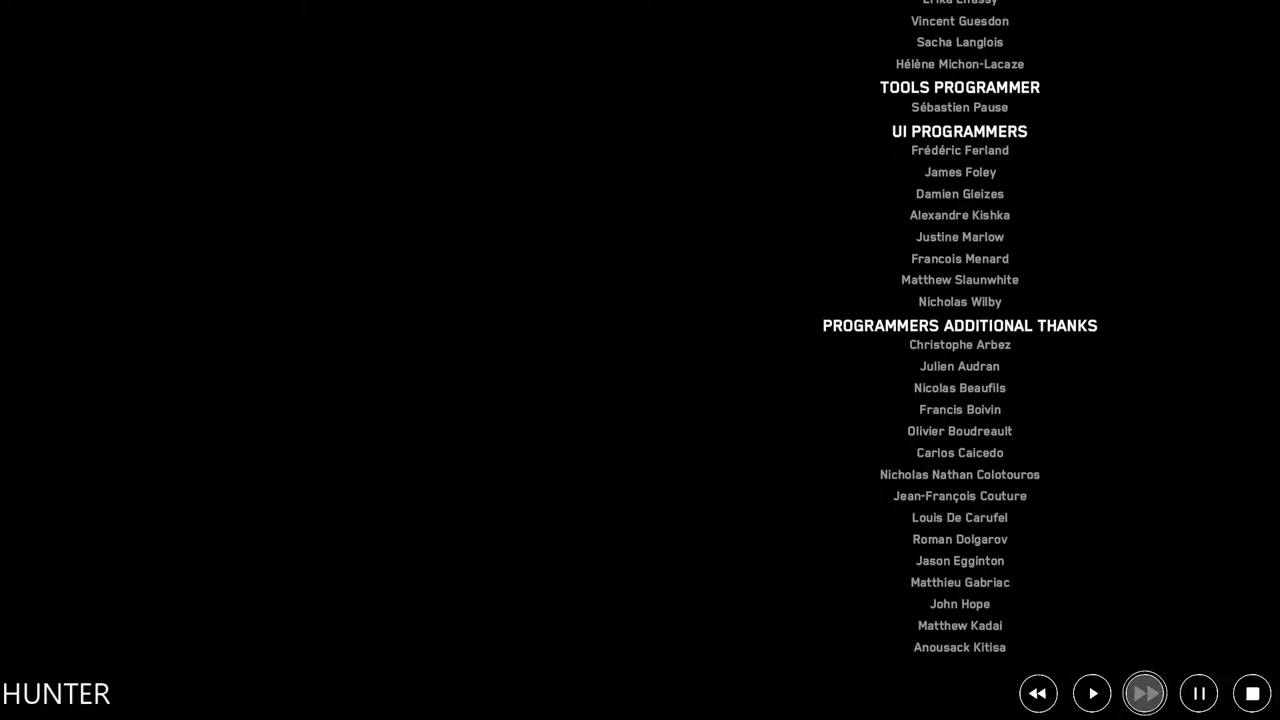 Vincent Guesdon
Sacha Langlois
Hélène Michon-Lacaze
TOOLS PROGRAMMER
Sébastien Pause
UI PROGRAMMERS
Frédéric Ferland
James Foley
Damien Gleizes
Alexandre Kishka
Justine Marlow
Francois Menard
Matthew Slaunwhite
Nicholas Wilby
PROGRAMMERS ADDITIONAL THANKS
Christophe Arbez
Julien Audran
Nicolas Beaufils
Francis Boivin
Olivier Boudreault
Carlos Caicedo
Nicholas Nathan Colotouros
Jean-François Couture
Louis De Carufel
Roman Dolgarov
Jason Egginton
Matthieu Gabriac
John Hope
Matthew Kadai
Anousack Kitisa
HUNTER